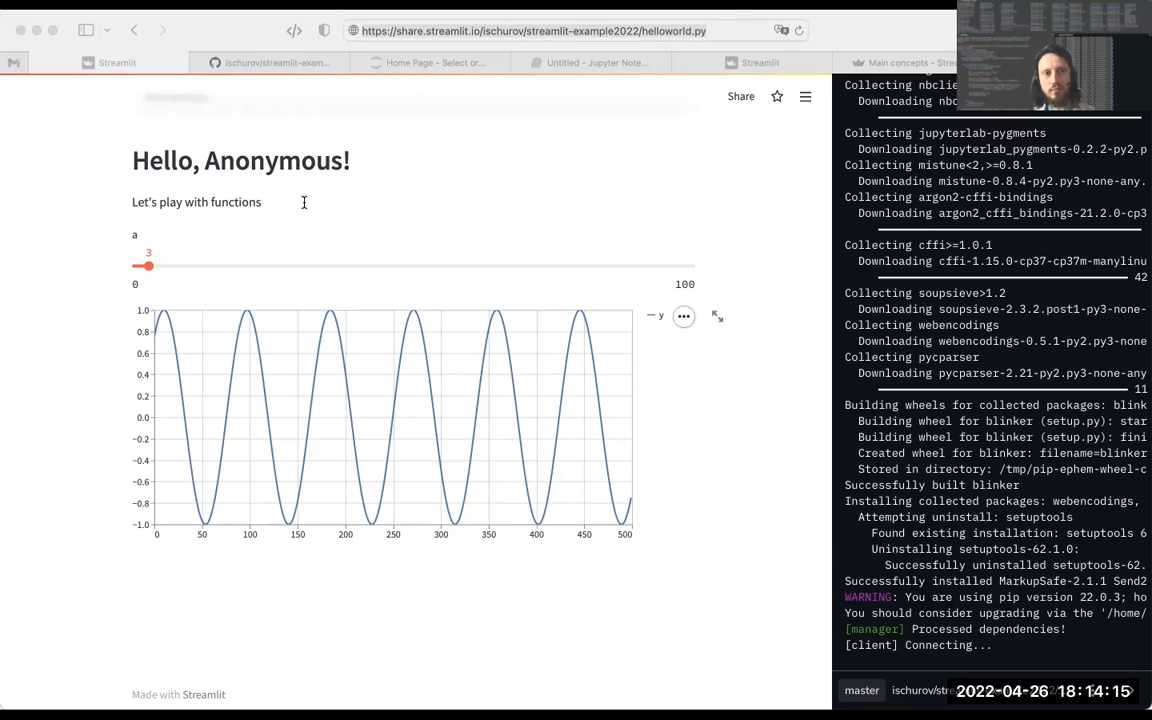 https://share.streamlit.io/ischurov/streamlit-example2022/helloworld.py
Streamlit
ischurov/streamlit-exam...
Home Page - Select or...
Untitled - Jupyter Note...
Streamlit
Main concepts — Strea
Share
Hello, Anonymous!
Let's play with functions
a
3
0
100
1.0
0.8
0.6
0.4
0.2
0.0
−0.2
−0.4
−0.6
−0.8
−1.0
0 50 100 150 200 250 300 350 400 450 500
y
Made with Streamlit
Collecting nbclie
Downloading nbc
Collecting jupyterlab-pygments
Downloading jupyterlab_pygments-0.2.2-py2.p
Collecting mistune<2,>=0.8.1
Downloading mistune-0.8.4-py2.py3-none-any.
Collecting argon2-cffi-bindings
Downloading argon2_cffi_bindings-21.2.0-cp3
Collecting cffi>=1.0.1
Downloading cffi-1.15.0-cp37-cp37m-manylinu
42
Collecting soupsieve>1.2
Downloading soupsieve-2.3.2.post1-py3-none-
Collecting webencodings
Downloading webencodings-0.5.1-py2.py3-none
Collecting pycparser
Downloading pycparser-2.21-py2.py3-none-any
11
Building wheels for collected packages: blink
Building wheel for blinker (setup.py): star
Building wheel for blinker (setup.py): fini
Created wheel for blinker: filename=blinker
Stored in directory: /tmp/pip-ephem-wheel-c
Successfully built blinker
Installing collected packages: webencodings,
Attempting uninstall: setuptools
Found existing installation: setuptools 6
Uninstalling setuptools-62.1.0:
Successfully uninstalled setuptools-62.
Successfully installed MarkupSafe-2.1.1 Send2
WARNING: You are using pip version 22.0.3; ho
You should consider upgrading via the '/home/
[manager] Processed dependencies!
[client] Connecting...
master
ischurov/str
2022-04-26 18:14:15